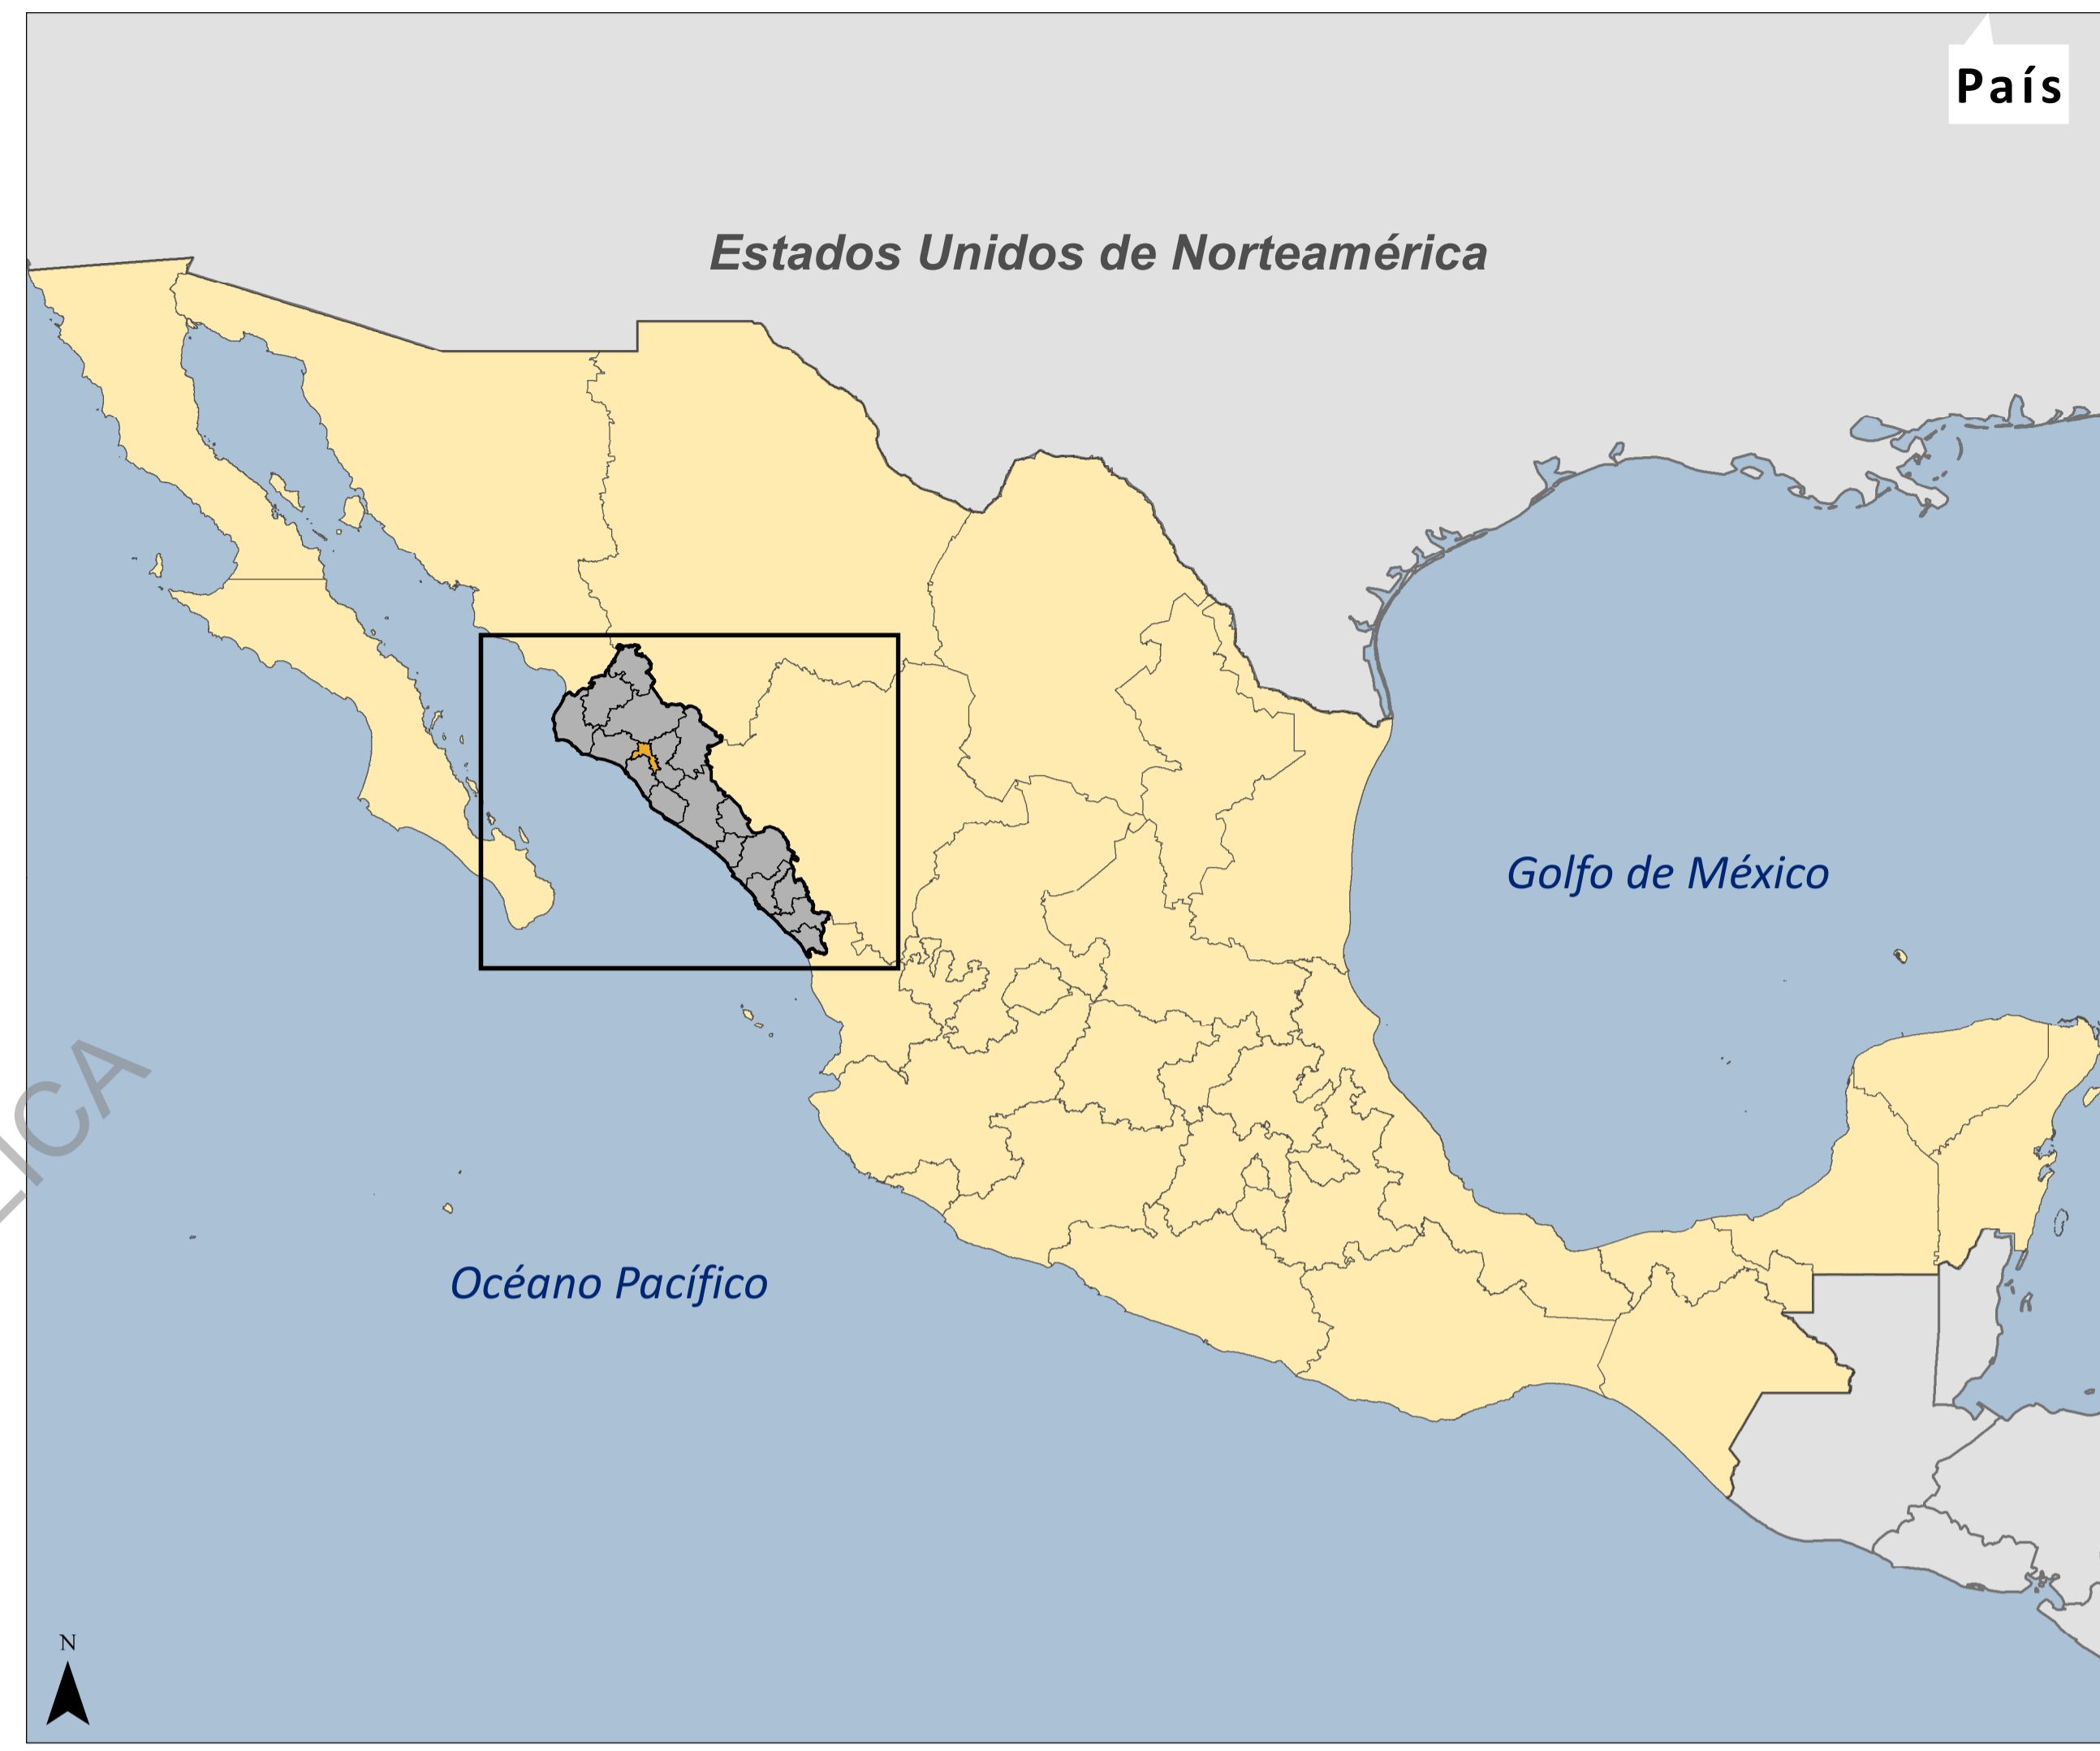 País
Estados Unidos de Norteamérica
Golfo de México
Océano Pacífico
N